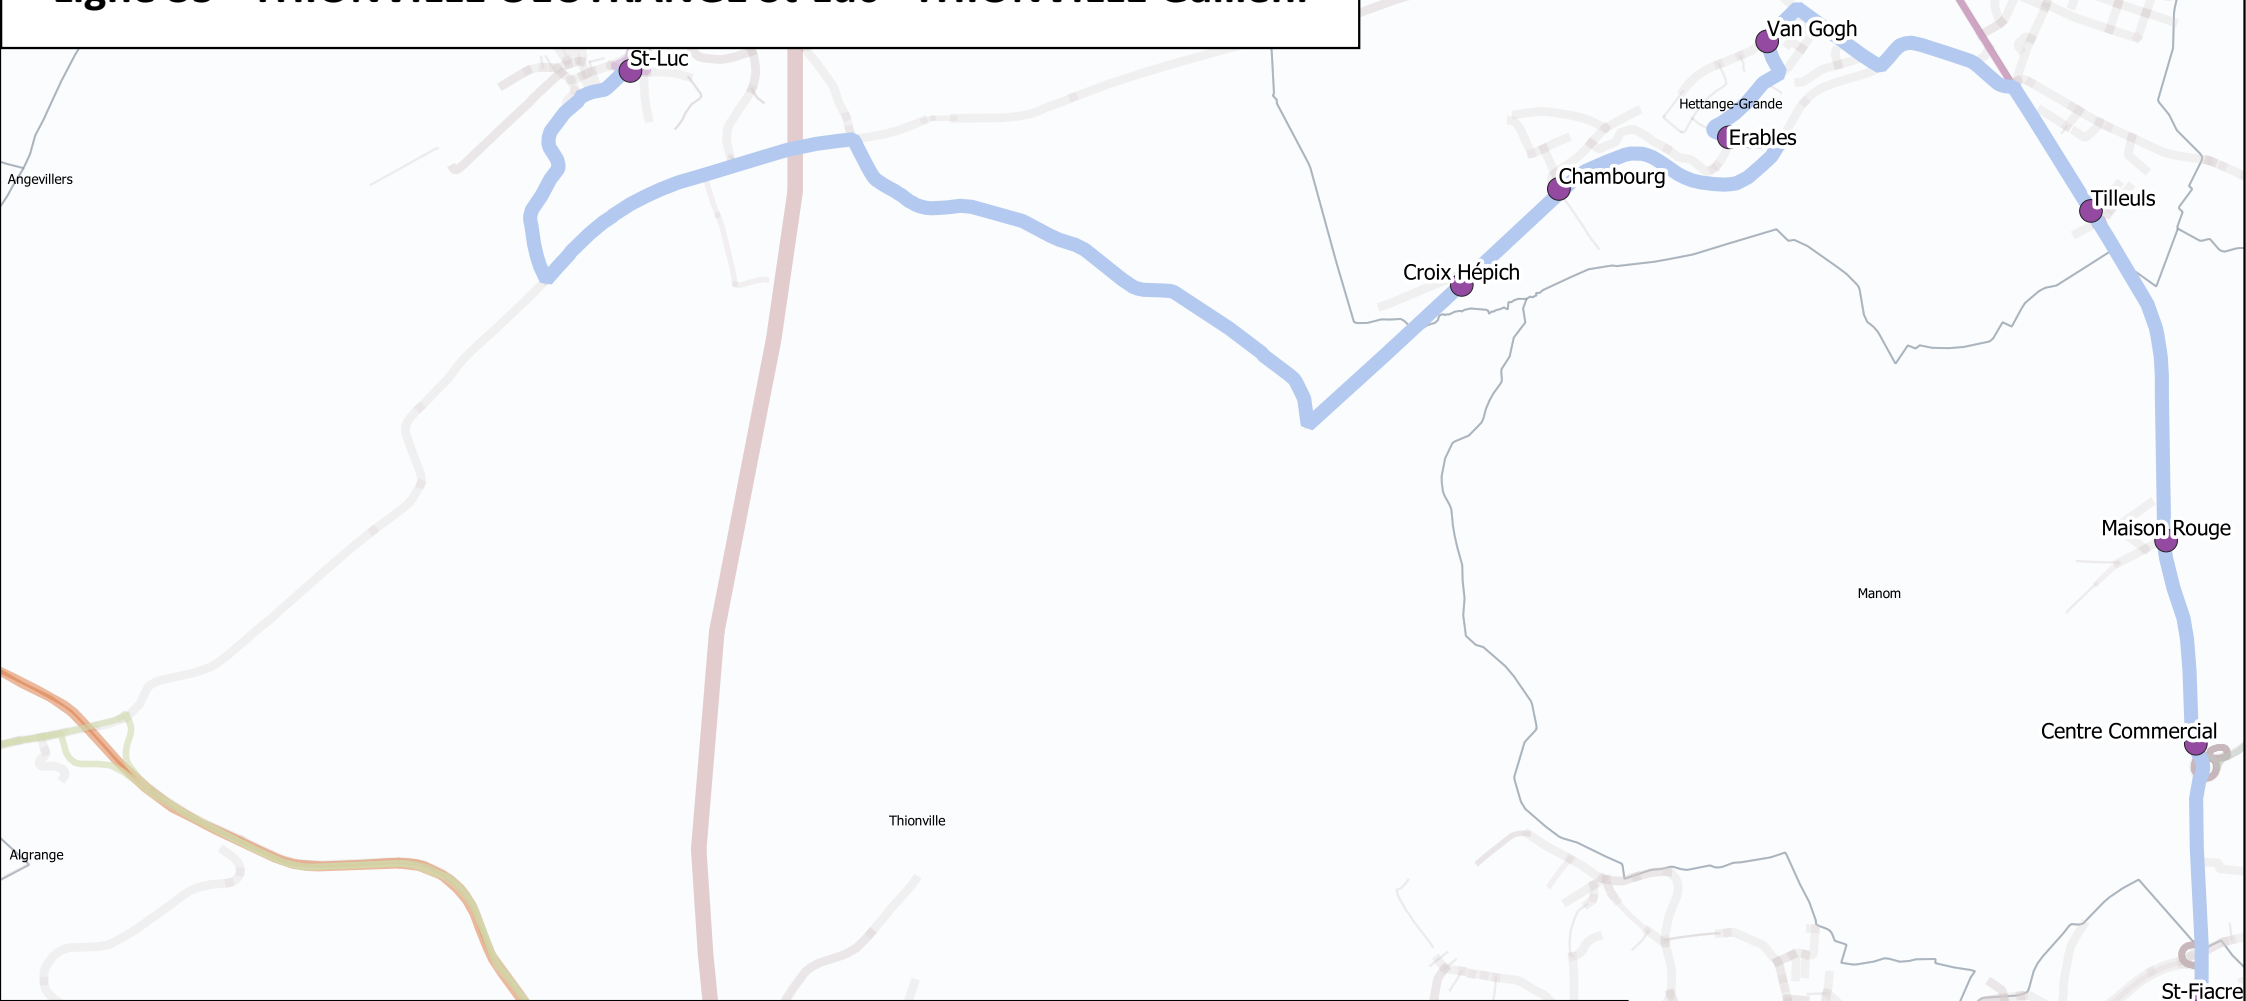 THIONVILLE
St-Luc
Van Gogh
Hettange-Grande
Erables
Angevillers
Chambourg
Tilleuls
Croix Hépich
Maison Rouge
Manom
Centre Commercial
Thionville
Algrange
St-Fiacre